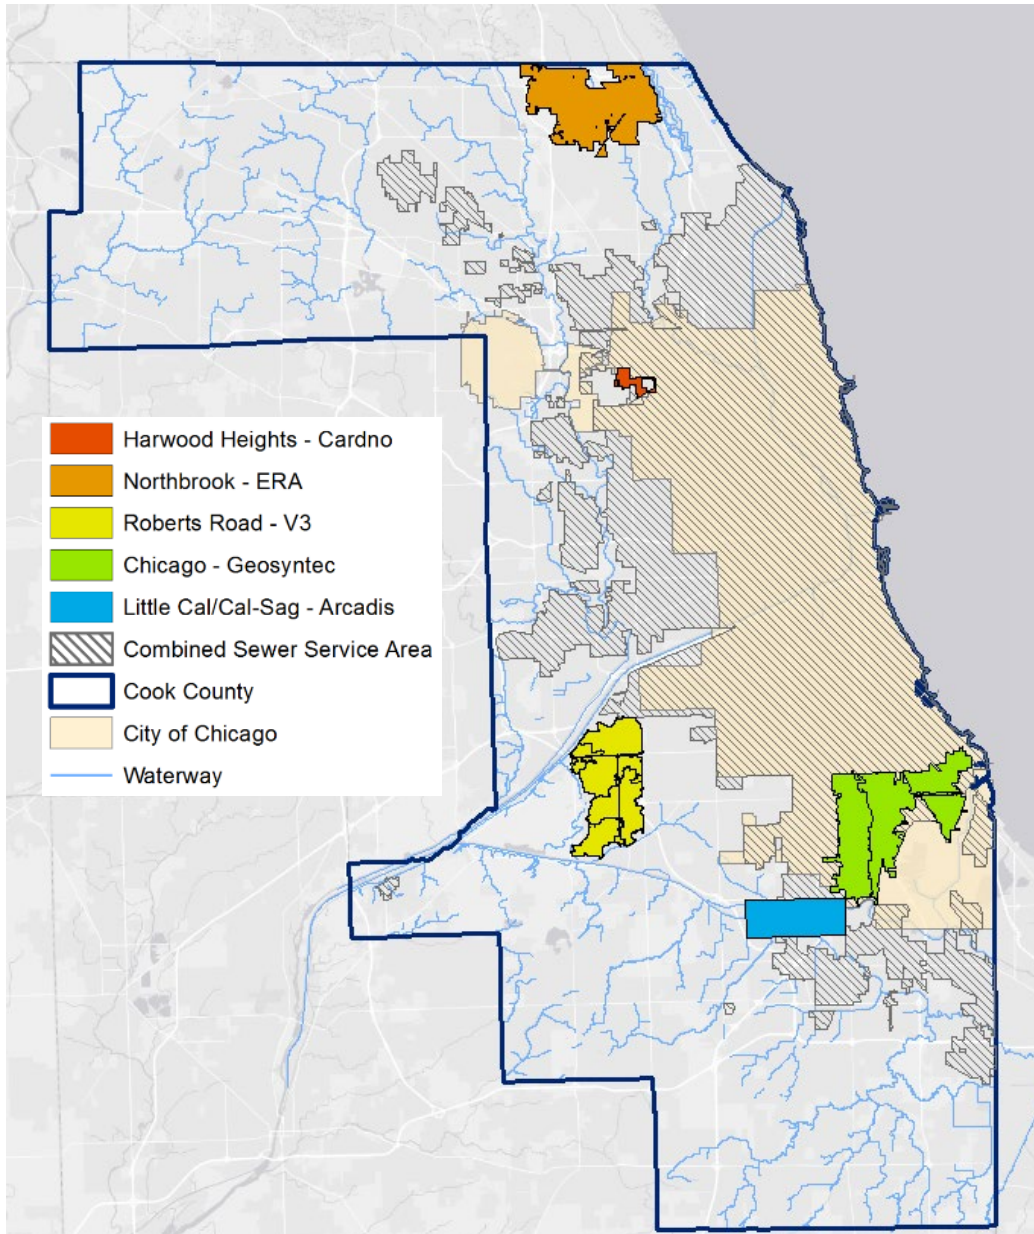 Harwood Heights - Cardno
Northbrook - ERA
Roberts Road - V3
Chicago - Geosyntec
Little Cal/Cal-Sag - Arcadis
Combined Sewer Service Area
Cook County
City of Chicago
Waterway